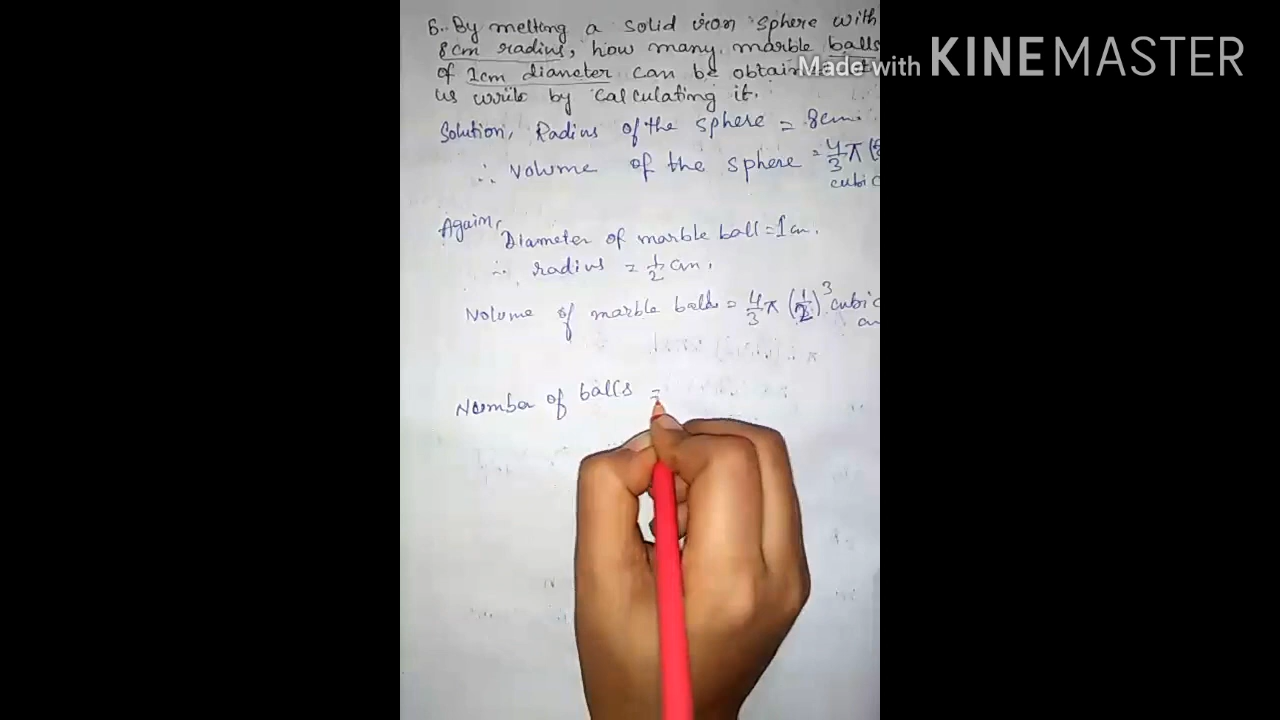 6. By melting a solid iron sphere with
8cm radius, how many marble balls
of 1cm diameter can be
us write by calculating it.
Made with KINEMASTER
Solution, Radius of the sphere = 8cm.
∴ Volume of the sphere = 4/3 π (
cubic
Again,
Diameter of marble ball = 1cm.
∴ radius = 1/2 cm.
Volume of marble balls = 4/3 π (1/2)³ cubic
Number of balls =